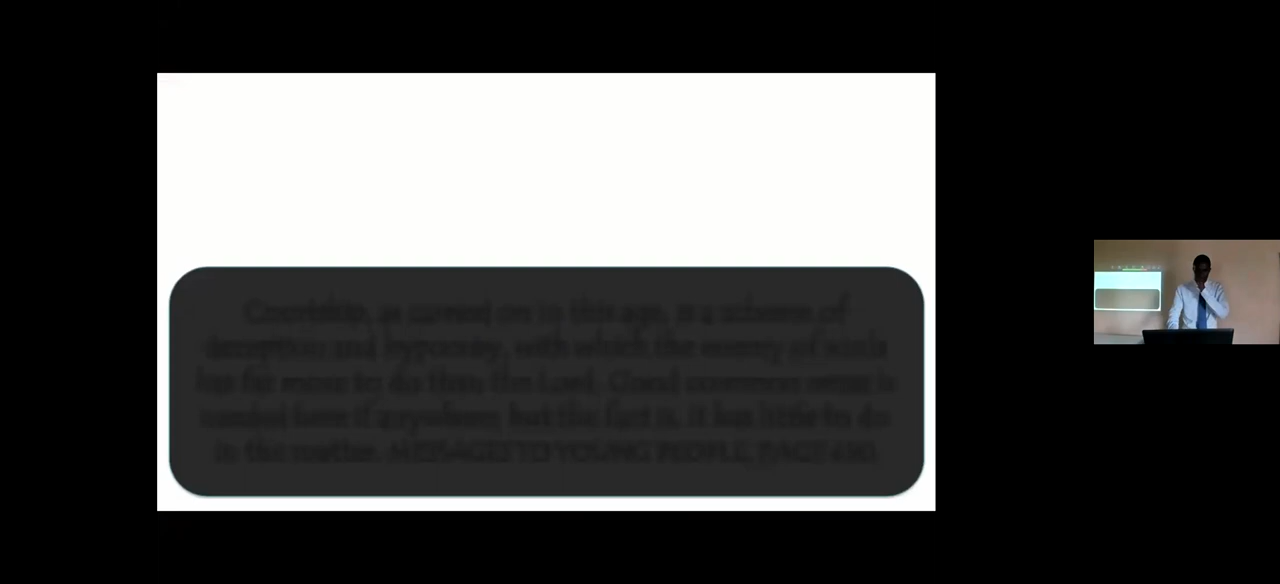 Courtship, as carried on in this age, is a scheme of
deception and hypocrisy, with which the enemy of souls
has far more to do than the Lord. Good common sense is
needed here if anywhere; but the fact is, it has little to do
in the matter. MESSAGES TO YOUNG PEOPLE, PAGE